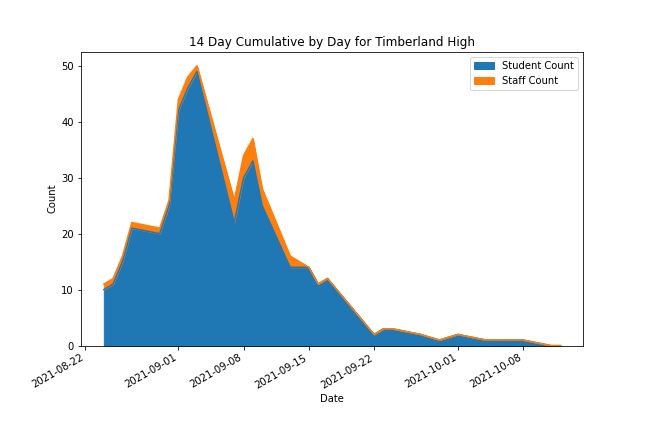 14 Day Cumulative by Day for Timberland High
Student Count
Staff Count
50
40
30
20
10
0
Count
2021-08-22
2021-09-01
2021-09-08
2021-09-15
2021-09-22
2021-10-01
2021-10-08
Date